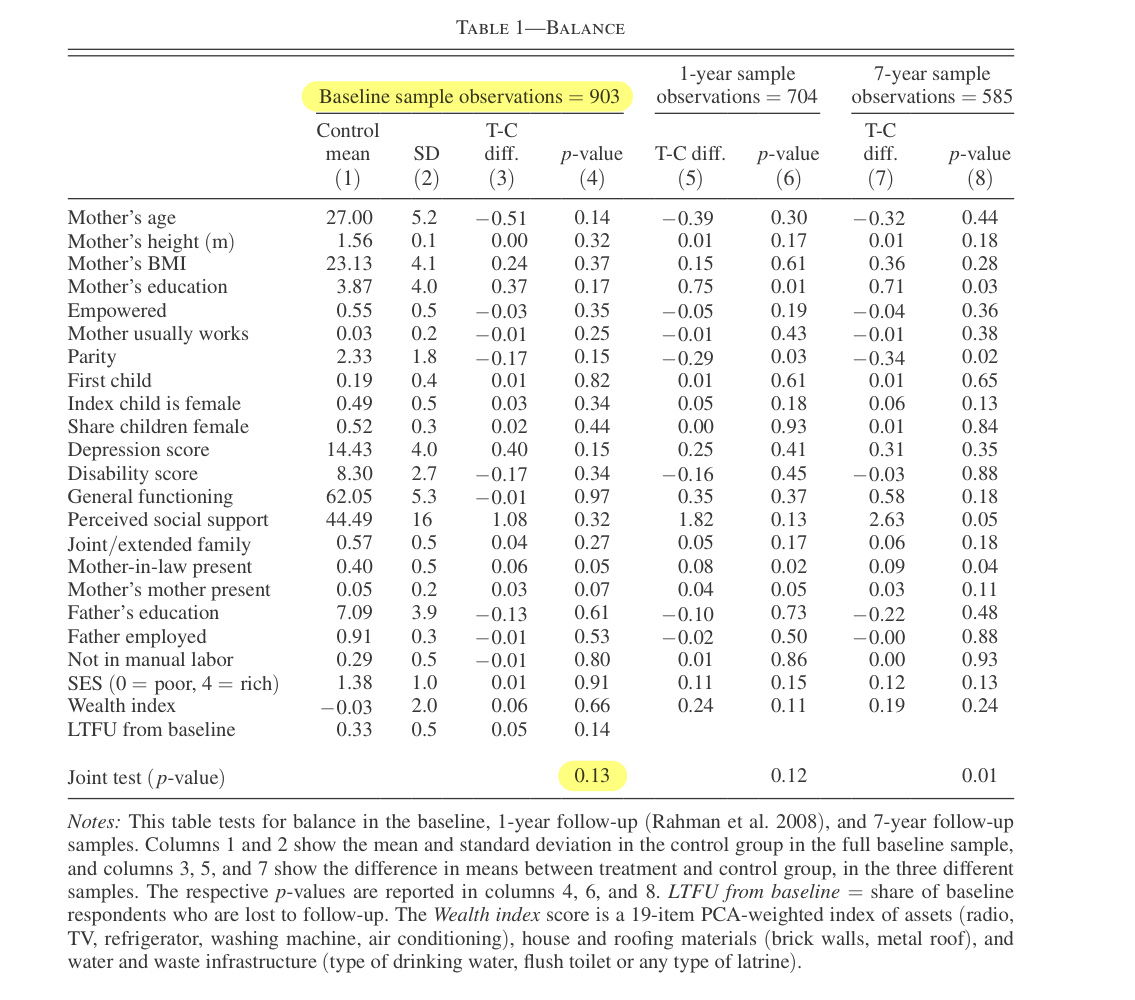 TABLE 1—BALANCE
Baseline sample observations = 903
1-year sample observations = 704
7-year sample observations = 585
Control mean (1) SD (2) T-C diff. (3) p-value (4) T-C diff. (5) p-value (6) T-C diff. (7) p-value (8)
Mother's age 27.00 5.2 −0.51 0.14 −0.39 0.30 −0.32 0.44
Mother's height (m) 1.56 0.1 0.00 0.32 0.01 0.17 0.01 0.18
Mother's BMI 23.13 4.1 0.24 0.37 0.15 0.61 0.36 0.28
Mother's education 3.87 4.0 0.37 0.17 0.75 0.01 0.71 0.03
Empowered 0.55 0.5 −0.03 0.35 −0.05 0.19 −0.04 0.36
Mother usually works 0.03 0.2 −0.01 0.25 −0.01 0.43 −0.01 0.38
Parity 2.33 1.8 −0.17 0.15 −0.29 0.03 −0.34 0.02
First child 0.19 0.4 0.01 0.82 0.01 0.61 0.01 0.65
Index child is female 0.49 0.5 0.03 0.34 0.05 0.18 0.06 0.13
Share children female 0.52 0.3 0.02 0.44 0.00 0.93 0.01 0.84
Depression score 14.43 4.0 0.40 0.15 0.25 0.41 0.31 0.35
Disability score 8.30 2.7 −0.17 0.34 −0.16 0.45 −0.03 0.88
General functioning 62.05 5.3 −0.01 0.97 0.35 0.37 0.58 0.18
Perceived social support 44.49 16 1.08 0.32 1.82 0.13 2.63 0.05
Joint/extended family 0.57 0.5 0.04 0.27 0.05 0.17 0.06 0.18
Mother-in-law present 0.40 0.5 0.06 0.05 0.08 0.02 0.09 0.04
Mother's mother present 0.05 0.2 0.03 0.07 0.04 0.05 0.03 0.11
Father's education 7.09 3.9 −0.13 0.61 −0.10 0.73 −0.22 0.48
Father employed 0.91 0.3 −0.01 0.53 −0.02 0.50 −0.00 0.88
Not in manual labor 0.29 0.5 −0.01 0.80 0.01 0.86 0.00 0.93
SES (0 = poor, 4 = rich) 1.38 1.0 0.01 0.91 0.11 0.15 0.12 0.13
Wealth index −0.03 2.0 0.06 0.66 0.24 0.11 0.19 0.24
LTFU from baseline 0.33 0.5 0.05 0.14
Joint test (p-value) 0.13 0.12 0.01
Notes: This table tests for balance in the baseline, 1-year follow-up (Rahman et al. 2008), and 7-year follow-up
samples. Columns 1 and 2 show the mean and standard deviation in the control group in the full baseline sample,
and columns 3, 5, and 7 show the difference in means between treatment and control group, in the three different
samples. The respective p-values are reported in columns 4, 6, and 8. LTFU from baseline = share of baseline
respondents who are lost to follow-up. The Wealth index score is a 19-item PCA-weighted index of assets (radio,
TV, refrigerator, washing machine, air conditioning), house and roofing materials (brick walls, metal roof), and
water and waste infrastructure (type of drinking water, flush toilet or any type of latrine).